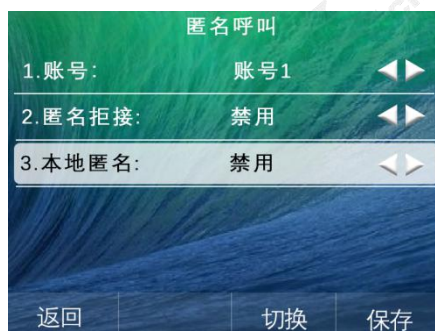 匿名呼叫
1.账号: 账号1
2.匿名拒接: 禁用
3.本地匿名: 禁用
返回 切换 保存